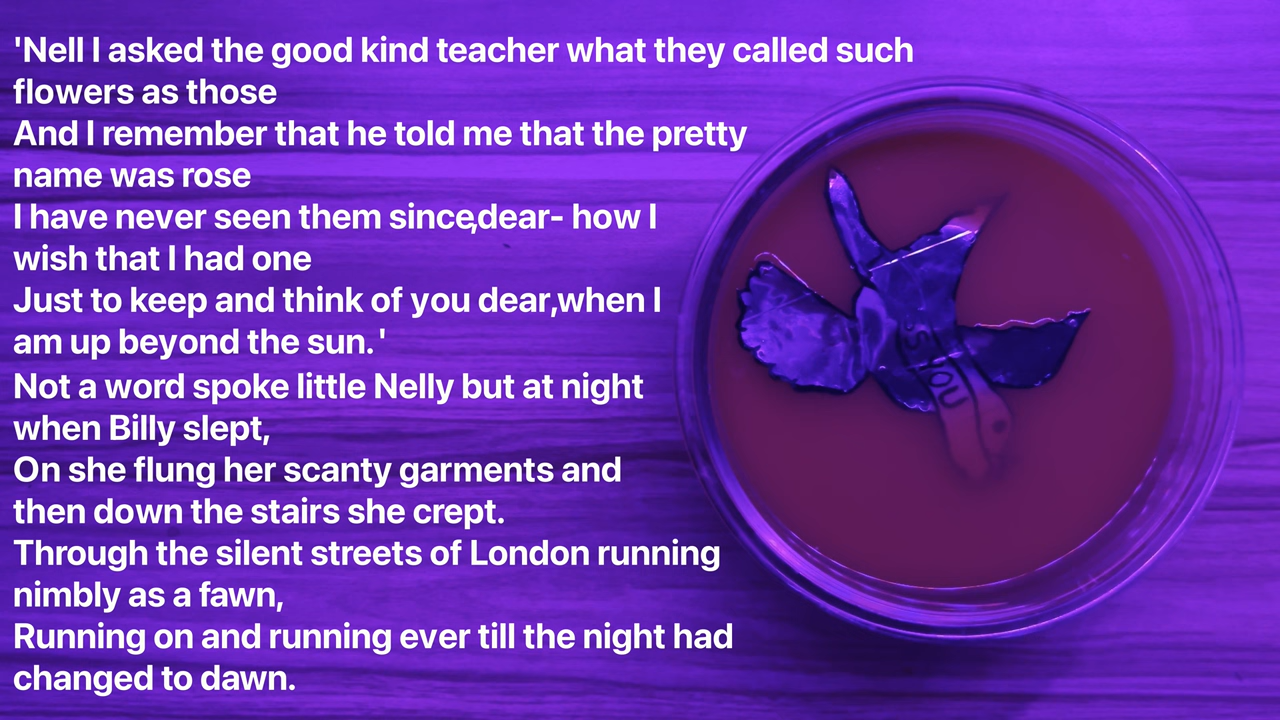 'Nell I asked the good kind teacher what they called such
flowers as those
And I remember that he told me that the pretty
name was rose
I have never seen them since,dear- how I
wish that I had one
Just to keep and think of you dear,when I
am up beyond the sun. '
Not a word spoke little Nelly but at night
when Billy slept,
On she flung her scanty garments and
then down the stairs she crept.
Through the silent streets of London running
nimbly as a fawn,
Running on and running ever till the night had
changed to dawn.
YOU